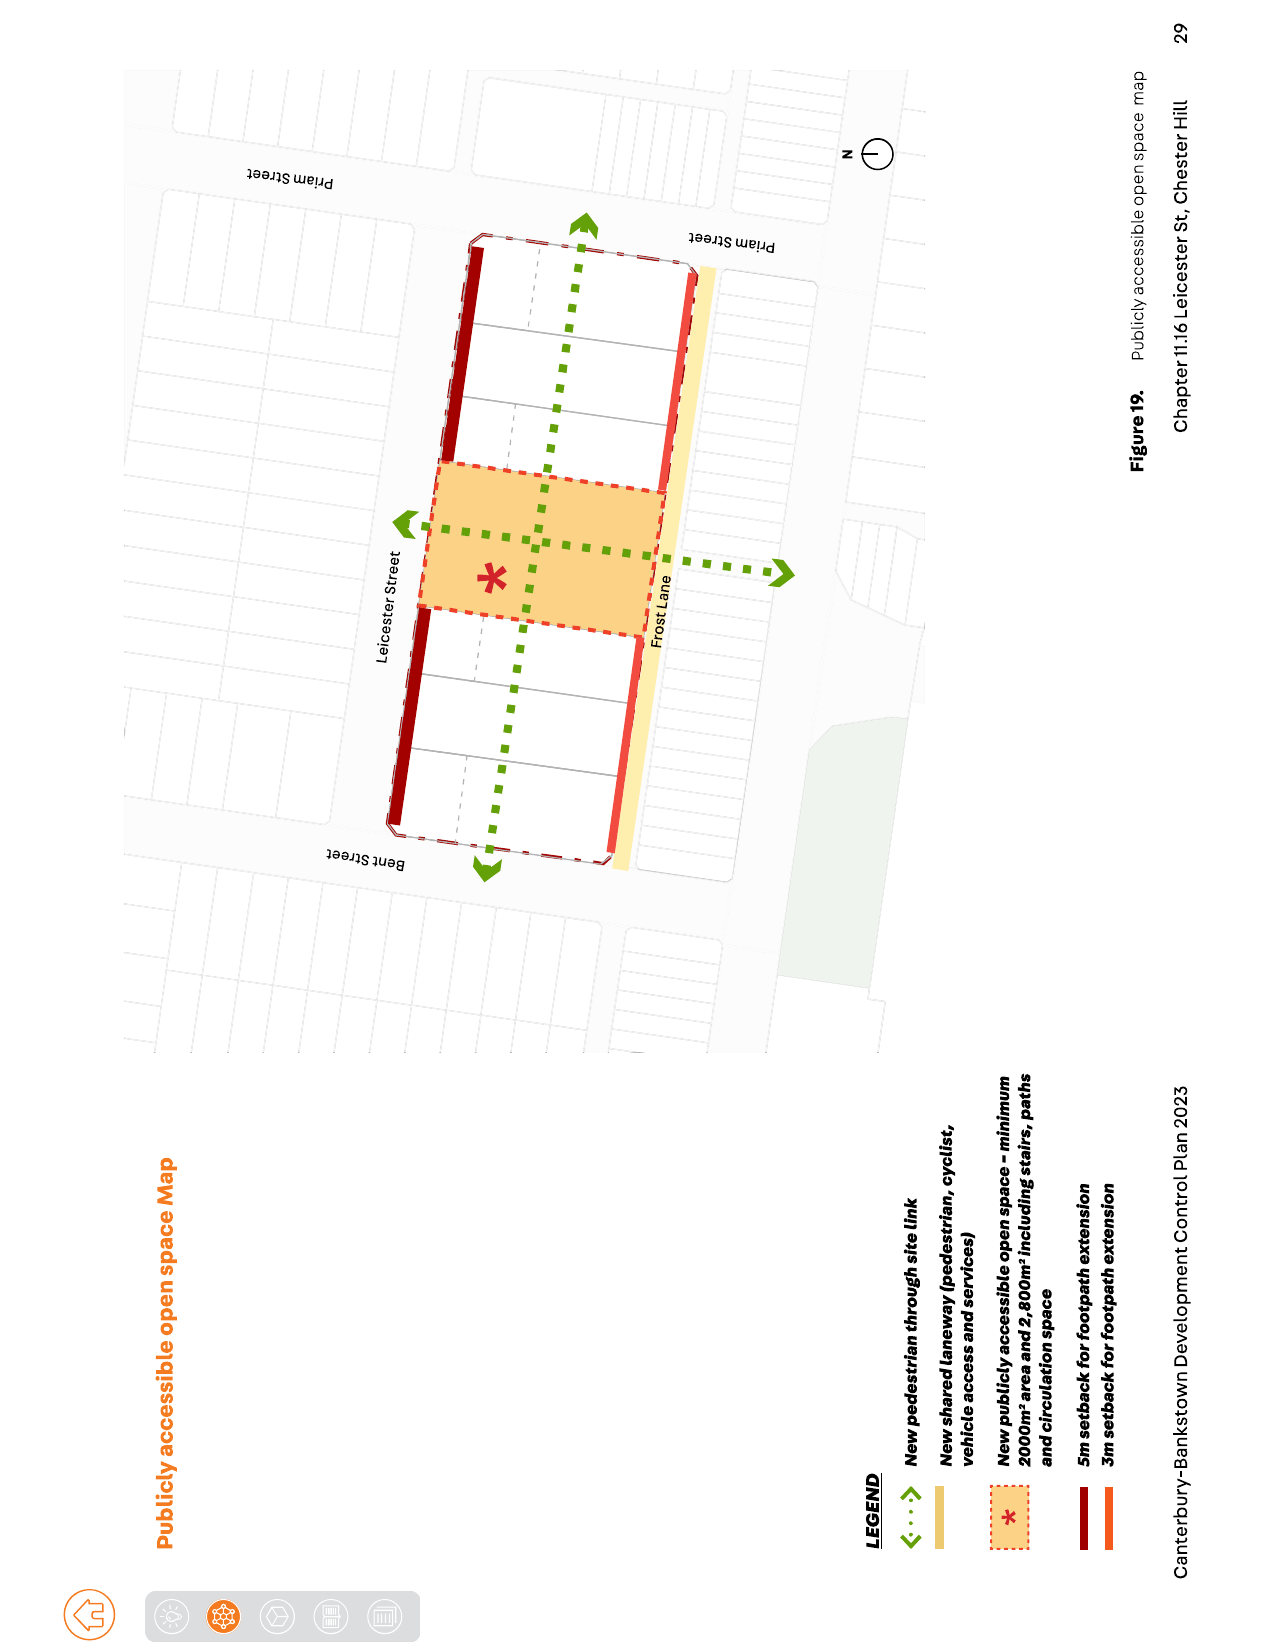 Publicly accessible open space Map
Priam Street
Priam Street
Leicester Street
Frost Lane
Bent Street
N
LEGEND
New pedestrian through site link
New shared laneway (pedestrian, cyclist,
vehicle access and services)
New publicly accessible open space – minimum
2000m² area and 2,800m² including stairs, paths
and circulation space
5m setback for footpath extension
3m setback for footpath extension
Figure 19. Publicly accessible open space map
Canterbury-Bankstown Development Control Plan 2023
Chapter 11.16 Leicester St, Chester Hill 29